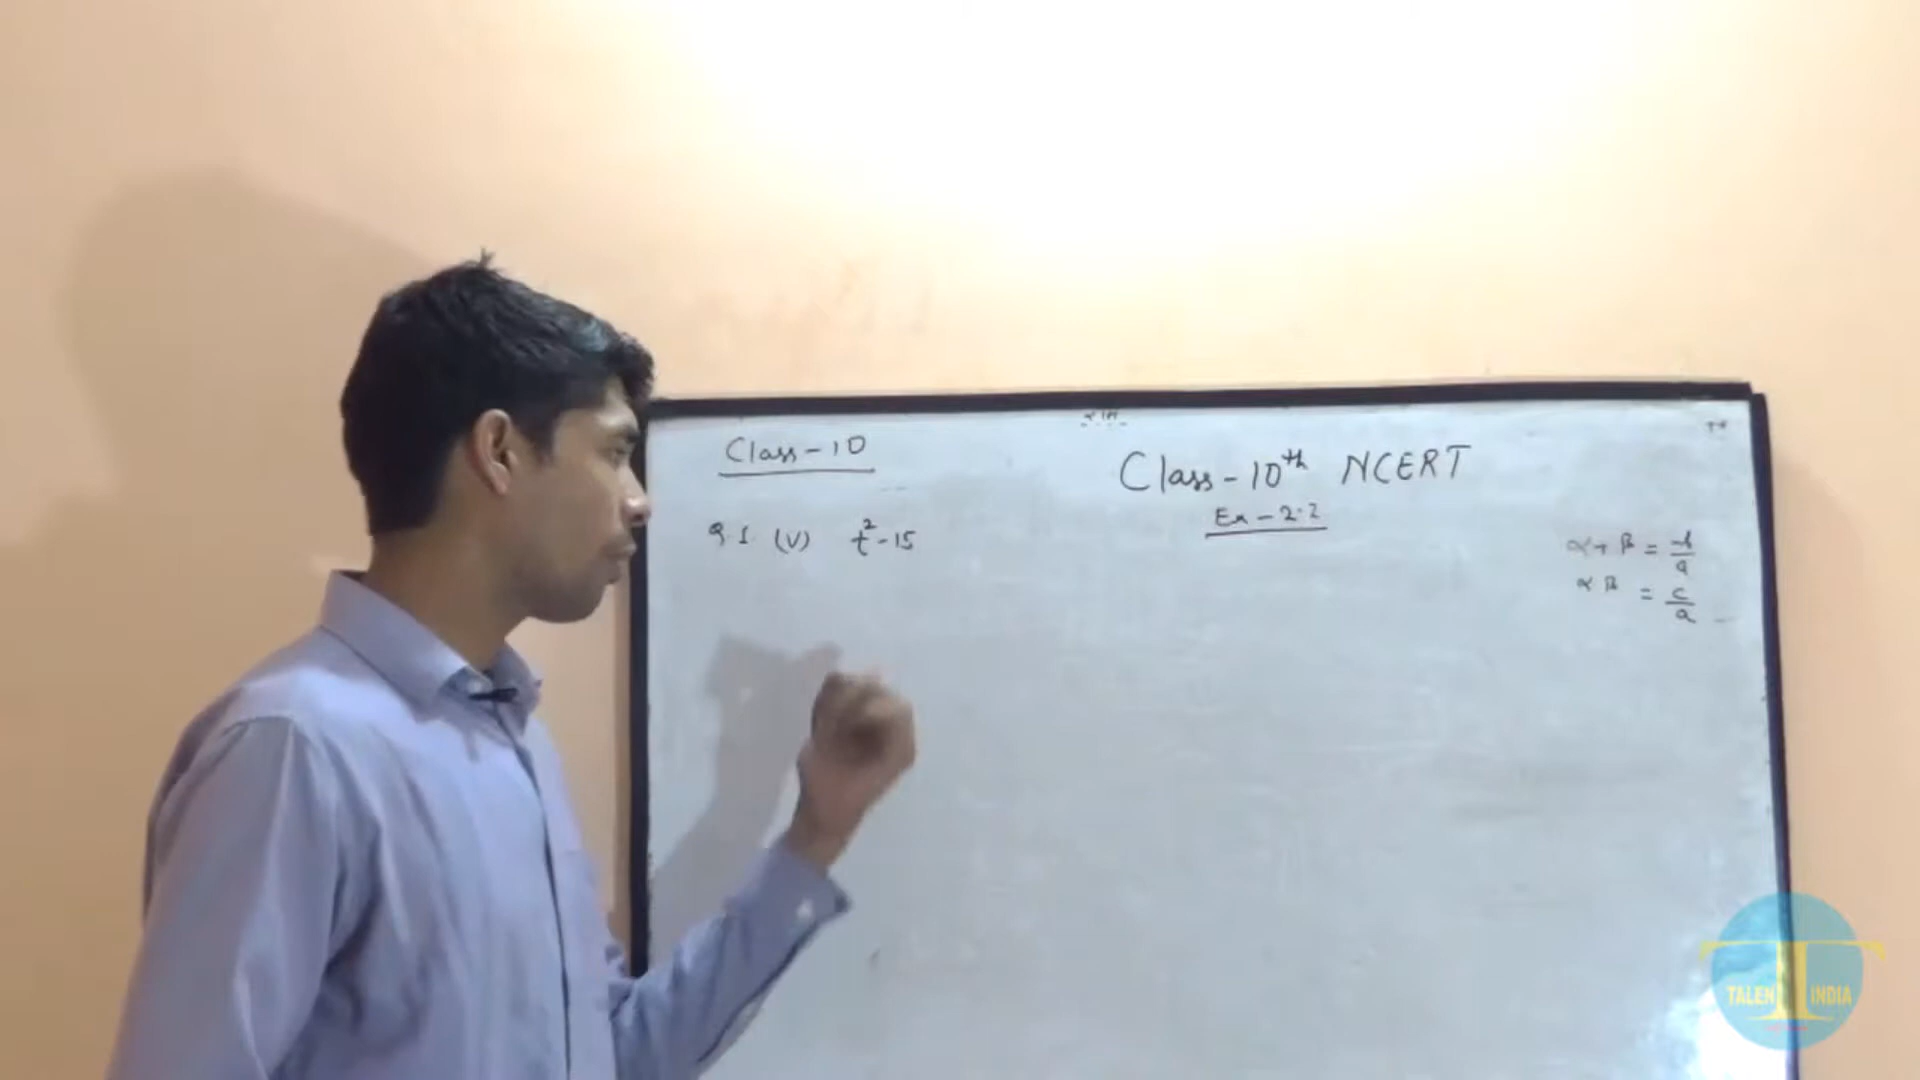 Class-10
Class-10th NCERT
Ex-2.2
Q.1. (V) t²-15
α+β = -b/a
αβ = c/a
TALENT INDIA